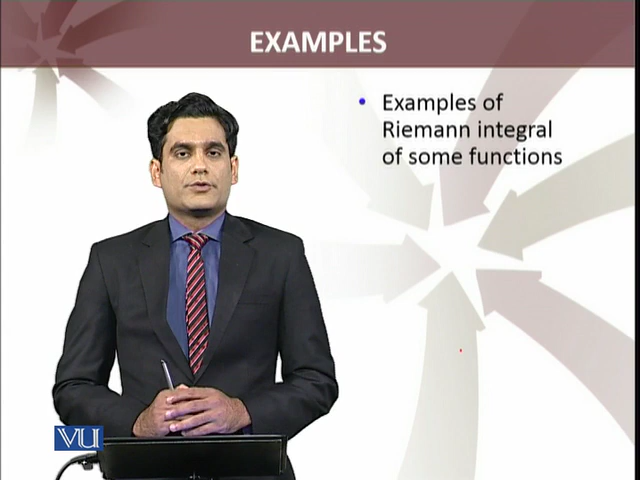 EXAMPLES
• Examples of
Riemann integral
of some functions
VU